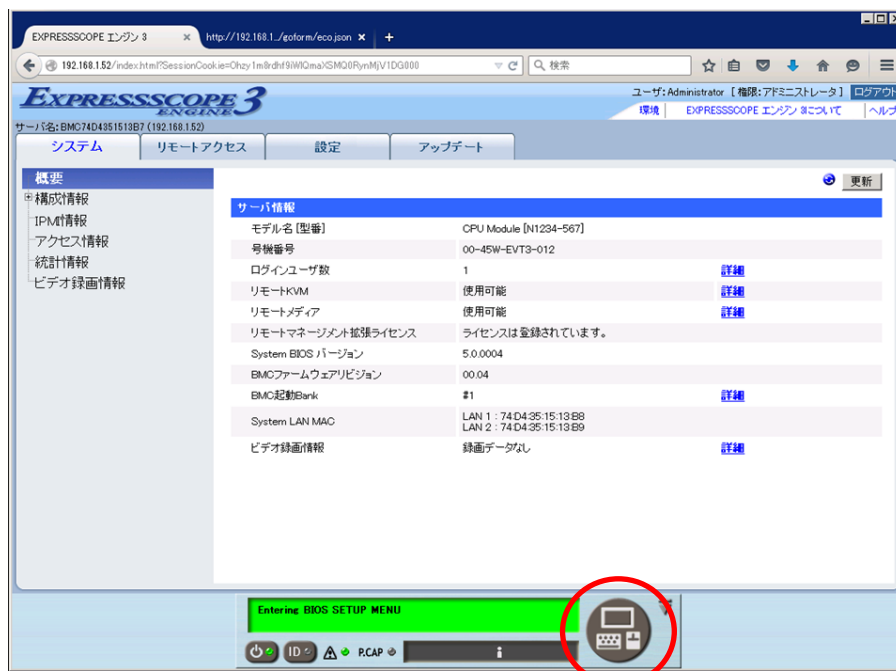 EXPRESSSCOPE エンジン 3
http://192.168.1../goform/eco.json
192.168.1.52/index.html?SessionCookie=Ohzy1m8rdhf9iWIQmaXSMQ0RynMjV1DG000
検索
EXPRESSSCOPE ENGINE 3
ユーザ:Administrator [権限:アドミニストレータ] ログアウト
環境 EXPRESSSCOPE エンジン 3について ヘルプ
サーバ名:BMC74D4351513B7 (192.168.1.52)
システム リモートアクセス 設定 アップデート
概要
構成情報
IPMI情報
アクセス情報
統計情報
ビデオ録画情報
更新
サーバ情報
モデル名 [型番] CPU Module [N1234-567]
号機番号 00-45W-EVT3-012
ログインユーザ数 1 詳細
リモートKVM 使用可能 詳細
リモートメディア 使用可能 詳細
リモートマネージメント拡張ライセンス ライセンスは登録されています。
System BIOS バージョン 5.0.0004
BMCファームウェアリビジョン 00.04
BMC起動Bank #1 詳細
System LAN MAC LAN 1 : 74:D4:35:15:13:B8
LAN 2 : 74:D4:35:15:13:B9
ビデオ録画情報 録画データなし 詳細
Entering BIOS SETUP MENU
ID P.CAP i